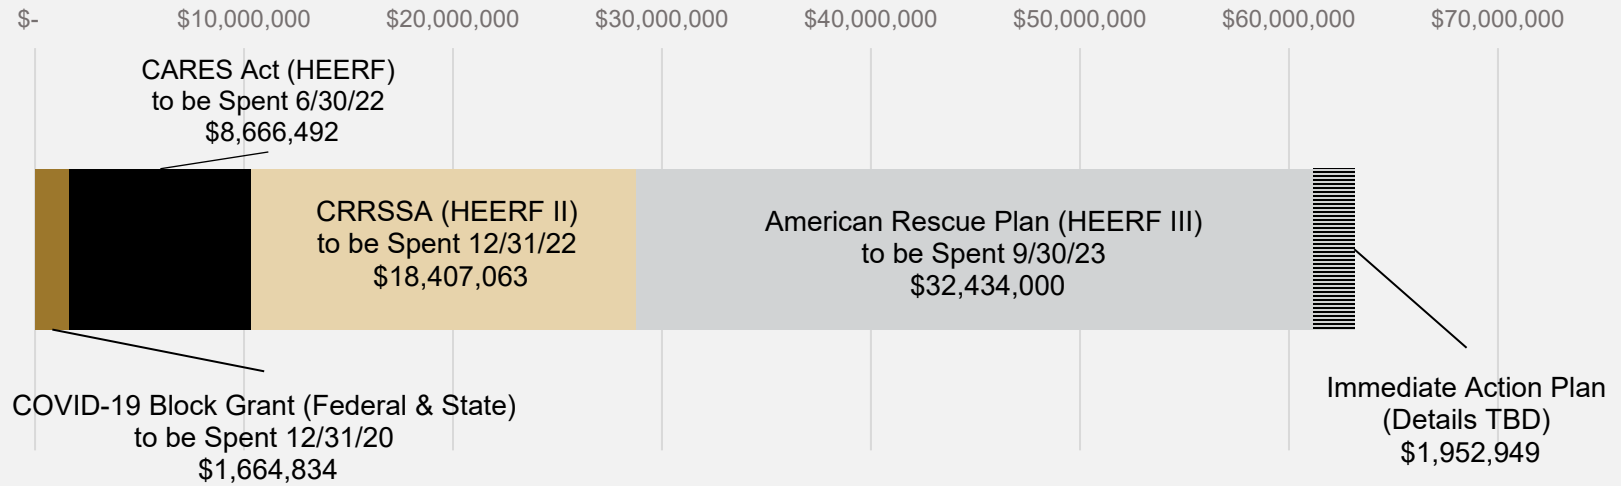 $- $10,000,000 $20,000,000 $30,000,000 $40,000,000 $50,000,000 $60,000,000 $70,000,000
CARES Act (HEERF)
to be Spent 6/30/22
$8,666,492
CRRSSA (HEERF II)
to be Spent 12/31/22
$18,407,063
American Rescue Plan (HEERF III)
to be Spent 9/30/23
$32,434,000
COVID-19 Block Grant (Federal & State)
to be Spent 12/31/20
$1,664,834
Immediate Action Plan
(Details TBD)
$1,952,949